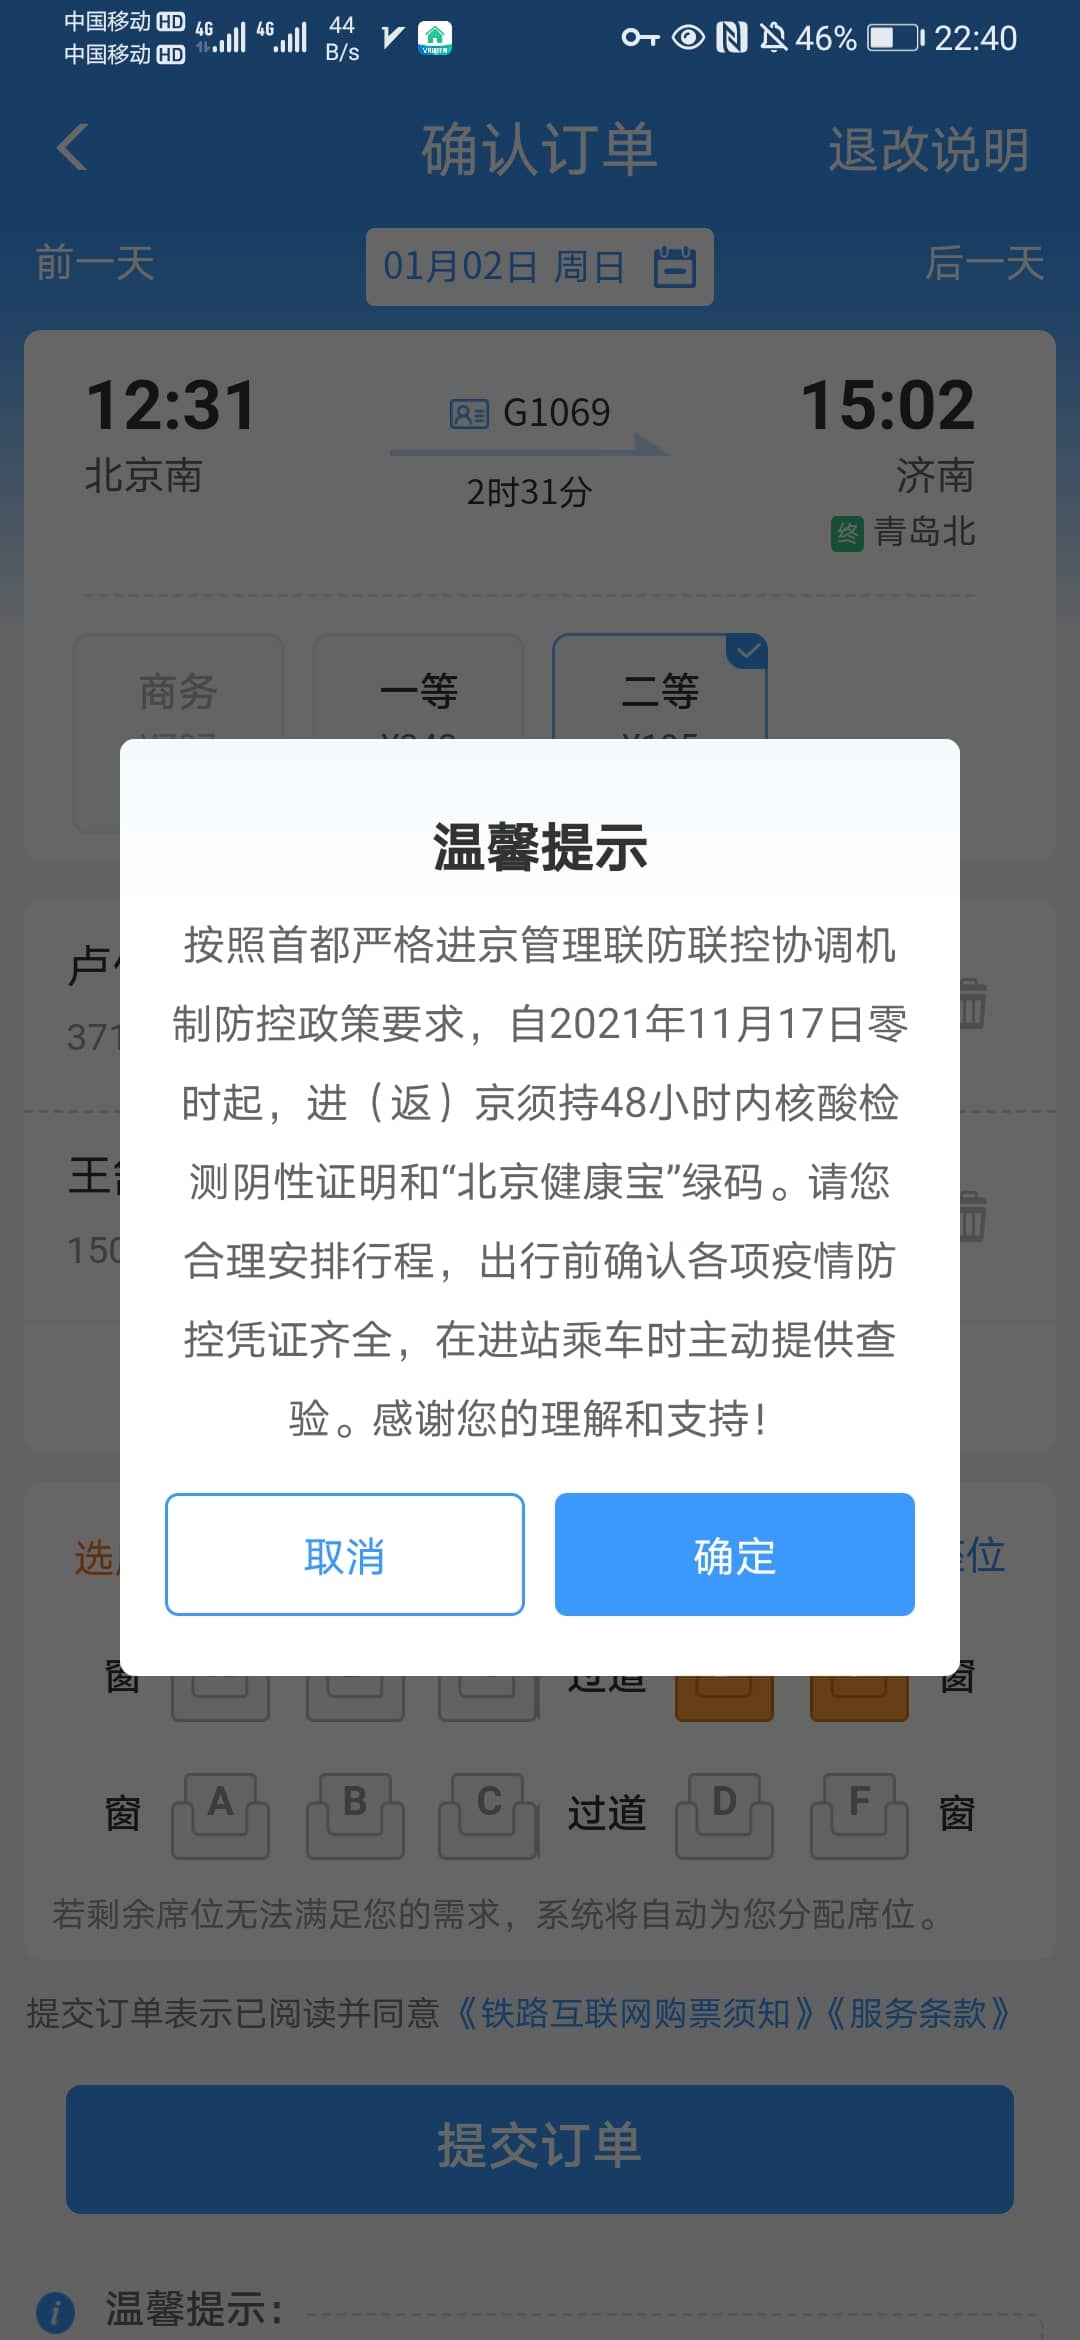 中国移动 HD 4G 4G 44 46% 22:40
中国移动 HD B/s
确认订单 退改说明
前一天 01月02日 周日 后一天
12:31 G1069 15:02
北京南 2时31分 济南
终 青岛北
商务 一等 二等
温馨提示
按照首都严格进京管理联防联控协调机
制防控政策要求，自2021年11月17日零
时起，进（返）京须持48小时内核酸检
测阴性证明和“北京健康宝”绿码。请您
合理安排行程，出行前确认各项疫情防
控凭证齐全，在进站乘车时主动提供查
验。感谢您的理解和支持！
取消 确定
卢
371
王
150
选 位
窗 过道 窗
窗 A B C 过道 D F 窗
若剩余席位无法满足您的需求，系统将自动为您分配席位。
提交订单表示已阅读并同意《铁路互联网购票须知》《服务条款》
提交订单
温馨提示：